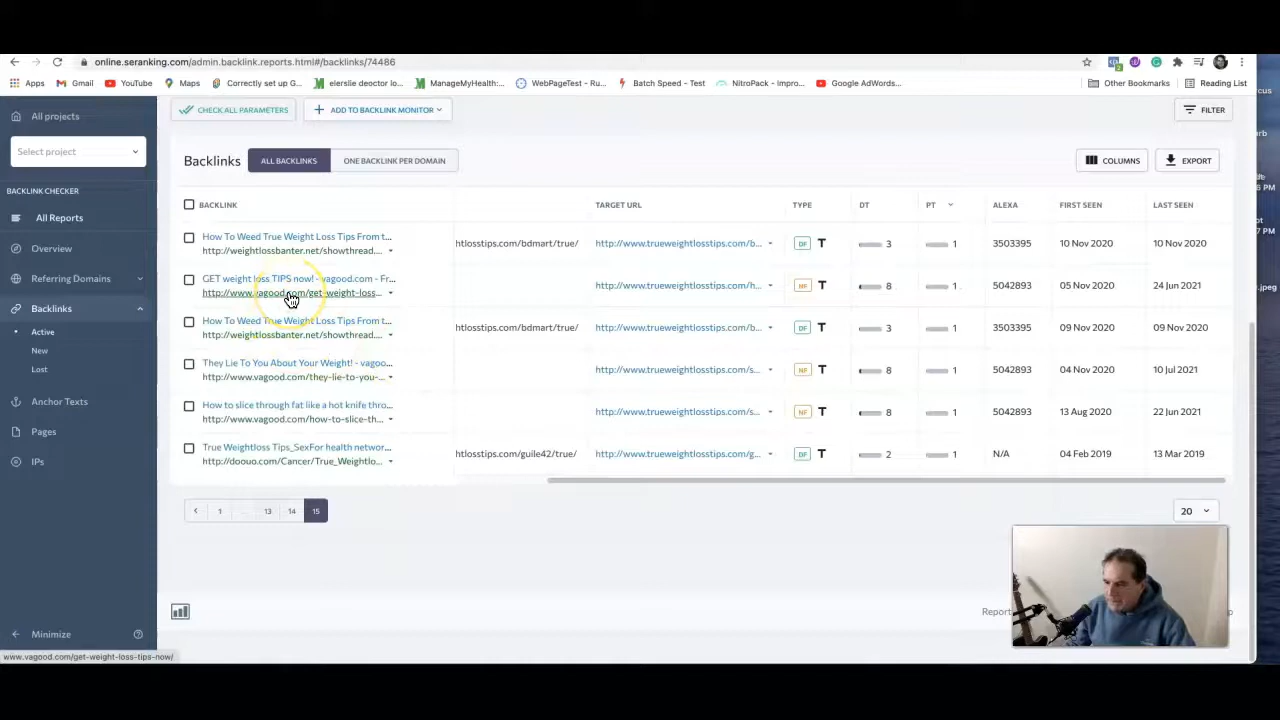 online.seranking.com/admin.backlink.reports.html#/backlinks/74486
Apps Gmail YouTube Maps Correctly set up G... eierslie deoctor lo... ManageMyHealth:... WebPageTest - Ru... Batch Speed - Test NitroPack - Impro... Google AdWords... Other Bookmarks Reading List
All projects
Select project
BACKLINK CHECKER
All Reports
Overview
Referring Domains
Backlinks
Active
New
Lost
Anchor Texts
Pages
IPs
Minimize
www.vagood.com/get-weight-loss-tips-now/
CHECK ALL PARAMETERS ADD TO BACKLINK MONITOR FILTER
Backlinks ALL BACKLINKS ONE BACKLINK PER DOMAIN COLUMNS EXPORT
BACKLINK TARGET URL TYPE DT PT ALEXA FIRST SEEN LAST SEEN
How To Weed True Weight Loss Tips From t...
http://weightlossbanter.net/showthread.... htlosstips.com/bdmart/true/ http://www.trueweightlosstips.com/b... DF T 3 1 3503395 10 Nov 2020 10 Nov 2020
GET weight loss TIPS now! - vagood.com - Fr...
http://www.vagood.com/get-weight-loss... http://www.trueweightlosstips.com/h... NF T 8 1 5042893 05 Nov 2020 24 Jun 2021
How To Weed True Weight Loss Tips From t...
http://weightlossbanter.net/showthread.... htlosstips.com/bdmart/true/ http://www.trueweightlosstips.com/b... DF T 3 1 3503395 09 Nov 2020 09 Nov 2020
They Lie To You About Your Weight! - vagoo...
http://www.vagood.com/they-lie-to-you-... http://www.trueweightlosstips.com/s... NF T 8 1 5042893 04 Nov 2020 10 Jul 2021
How to slice through fat like a hot knife thro...
http://www.vagood.com/how-to-slice-th... http://www.trueweightlosstips.com/s... NF T 8 1 5042893 13 Aug 2020 22 Jun 2021
True Weightloss Tips_SexFor health networ...
http://doouo.com/Cancer/True_Weightlo... htlosstips.com/guile42/true/ http://www.trueweightlosstips.com/g... DF T 2 1 N/A 04 Feb 2019 13 Mar 2019
1 ... 13 14 15 20
Report